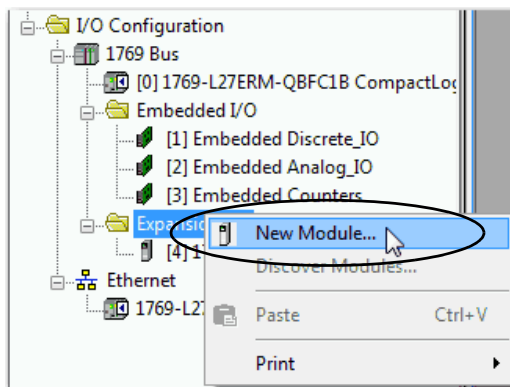 I/O Configuration
1769 Bus
[0] 1769-L27ERM-QBFC1B CompactLog
Embedded I/O
[1] Embedded Discrete_IO
[2] Embedded Analog_IO
[3] Embedded Counters
New Module...
[4] 1
Discover Modules...
Ethernet
1769-L27
Paste Ctrl+V
Print